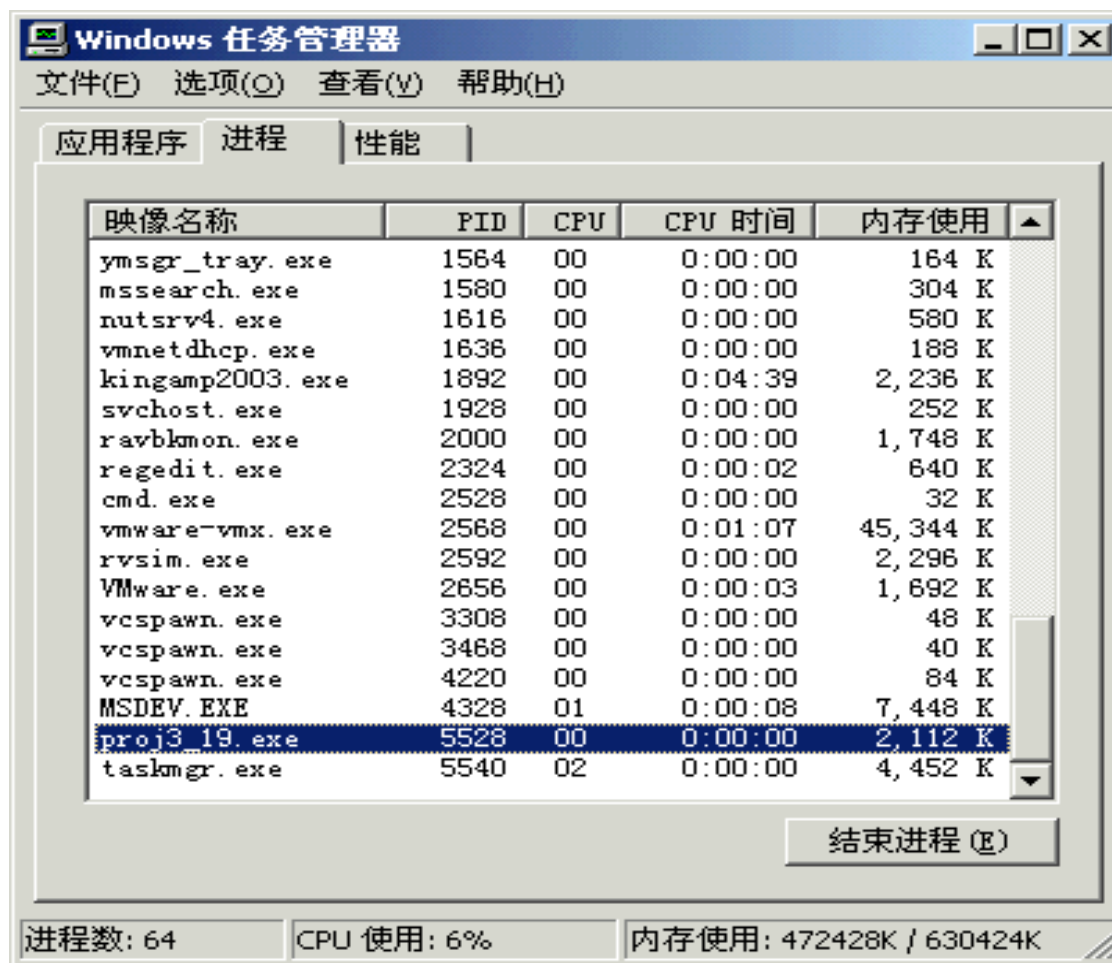 Windows 任务管理器
文件(F) 选项(O) 查看(V) 帮助(H)
应用程序 进程 性能
映像名称 PID CPU CPU 时间 内存使用
ymsgr_tray.exe 1564 00 0:00:00 164 K
mssearch.exe 1580 00 0:00:00 304 K
nutsrv4.exe 1616 00 0:00:00 580 K
vmnetdhcp.exe 1636 00 0:00:00 188 K
kingamp2003.exe 1892 00 0:04:39 2,236 K
svchost.exe 1928 00 0:00:00 252 K
ravbkmon.exe 2000 00 0:00:00 1,748 K
regedit.exe 2324 00 0:00:02 640 K
cmd.exe 2528 00 0:00:00 32 K
vmware-vmx.exe 2568 00 0:01:07 45,344 K
rvsim.exe 2592 00 0:00:00 2,296 K
VMware.exe 2656 00 0:00:03 1,692 K
vcspawn.exe 3308 00 0:00:00 48 K
vcspawn.exe 3468 00 0:00:00 40 K
vcspawn.exe 4220 00 0:00:00 84 K
MSDEV.EXE 4328 01 0:00:08 7,448 K
proj3_19.exe 5528 00 0:00:00 2,112 K
taskmgr.exe 5540 02 0:00:00 4,452 K
结束进程(E)
进程数: 64 CPU 使用: 6% 内存使用: 472428K / 630424K